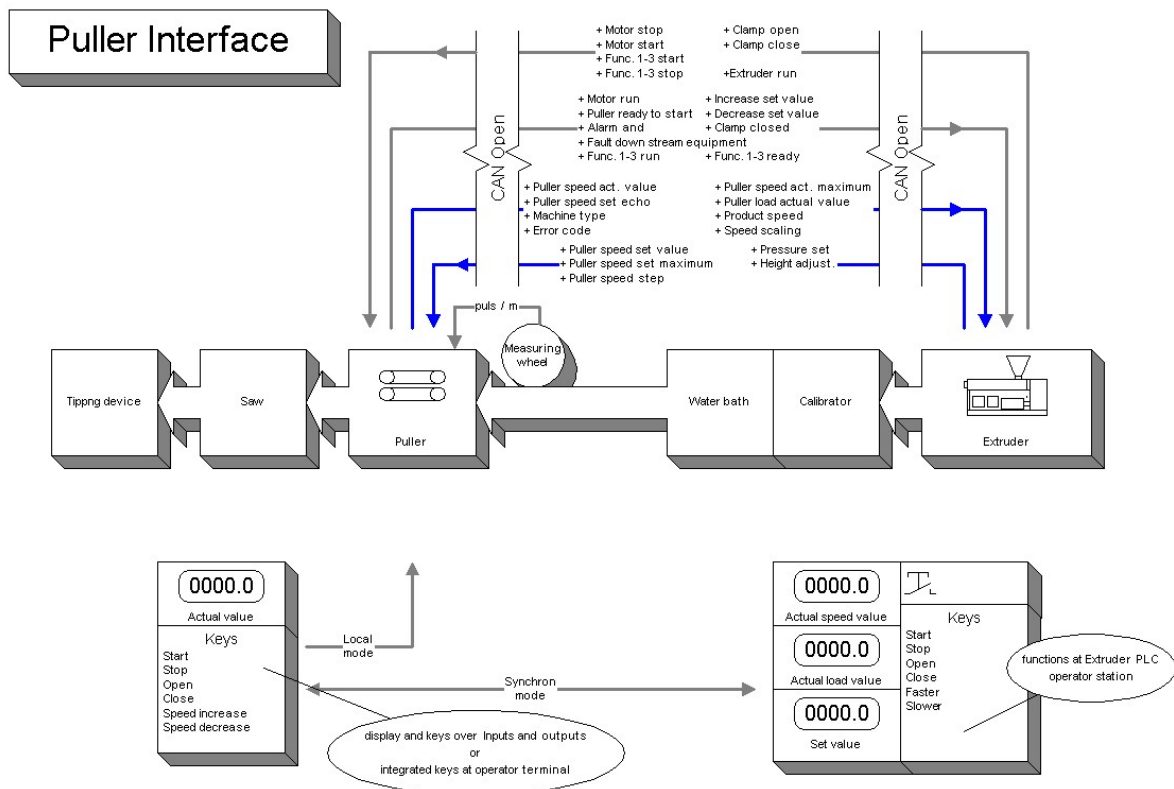 Puller Interface
+ Motor stop
+ Motor start
+ Func. 1-3 start
+ Func. 1-3 stop
+ Clamp open
+ Clamp close
+Extruder run
+ Motor run
+ Puller ready to start
+ Alarm and
+ Fault down stream equipment
+ Func. 1-3 run
+ Increase set value
+ Decrease set value
+ Clamp closed
+ Func. 1-3 ready
CAN Open
CAN Open
+ Puller speed act. value
+ Puller speed set echo
+ Machine type
+ Error code
+ Puller speed act. maximum
+ Puller load actual value
+ Product speed
+ Speed scaling
+ Puller speed set value
+ Puller speed set maximum
+ Puller speed step
+ Pressure set
+ Height adjust.
puls / m
Measuring
wheel
Tippng device
Saw
Puller
Water bath
Calibrator
Extruder
0000.0
Actual value
Keys
Start
Stop
Open
Close
Speed increase
Speed decrease
Local
mode
Synchron
mode
display and keys over Inputs and outputs
or
integrated keys at operator terminal
0000.0
Actual speed value
0000.0
Actual load value
0000.0
Set value
Keys
Start
Stop
Open
Close
Faster
Slower
functions at Extruder PLC
operator station